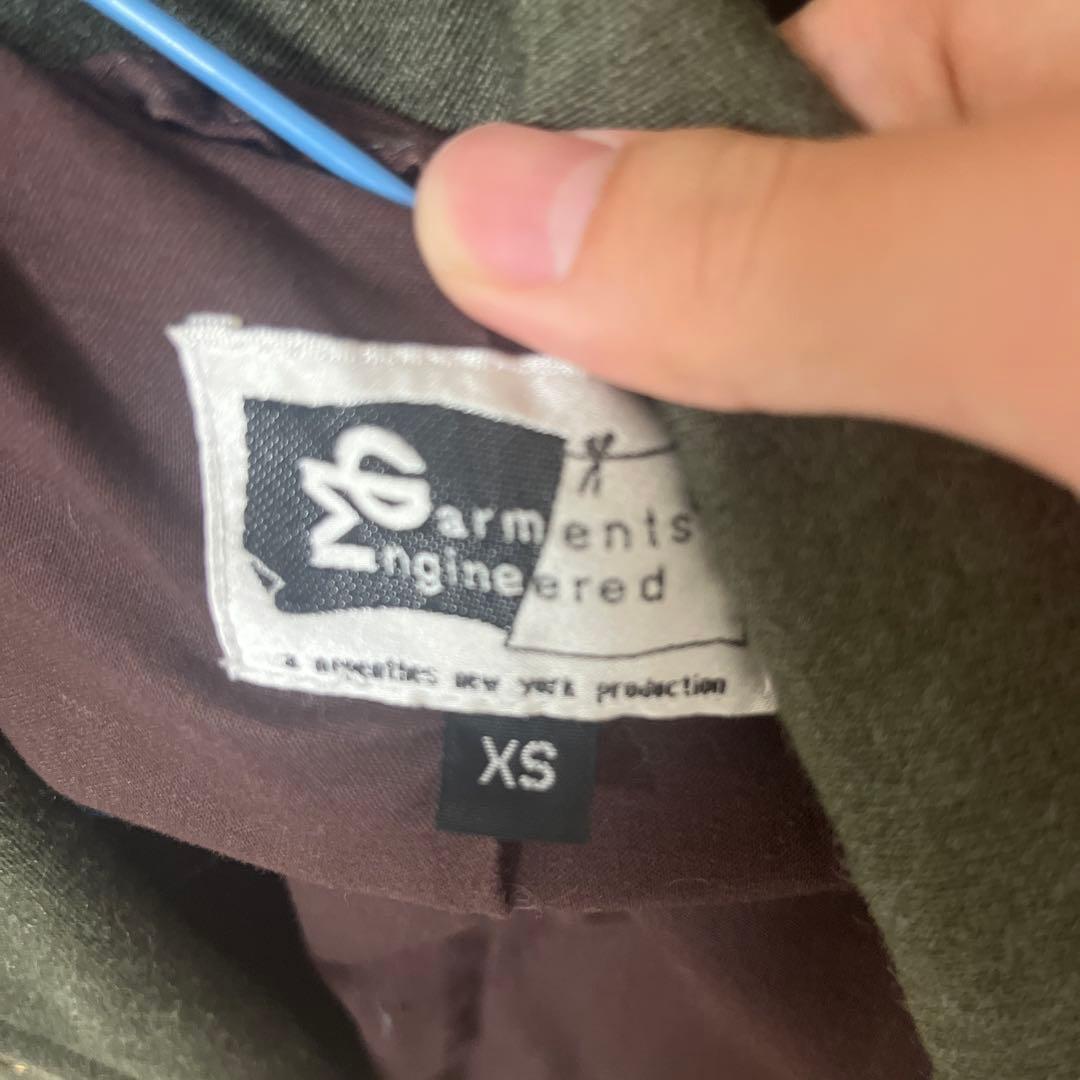 Garments
Engineered
a nepenthes new york production
XS